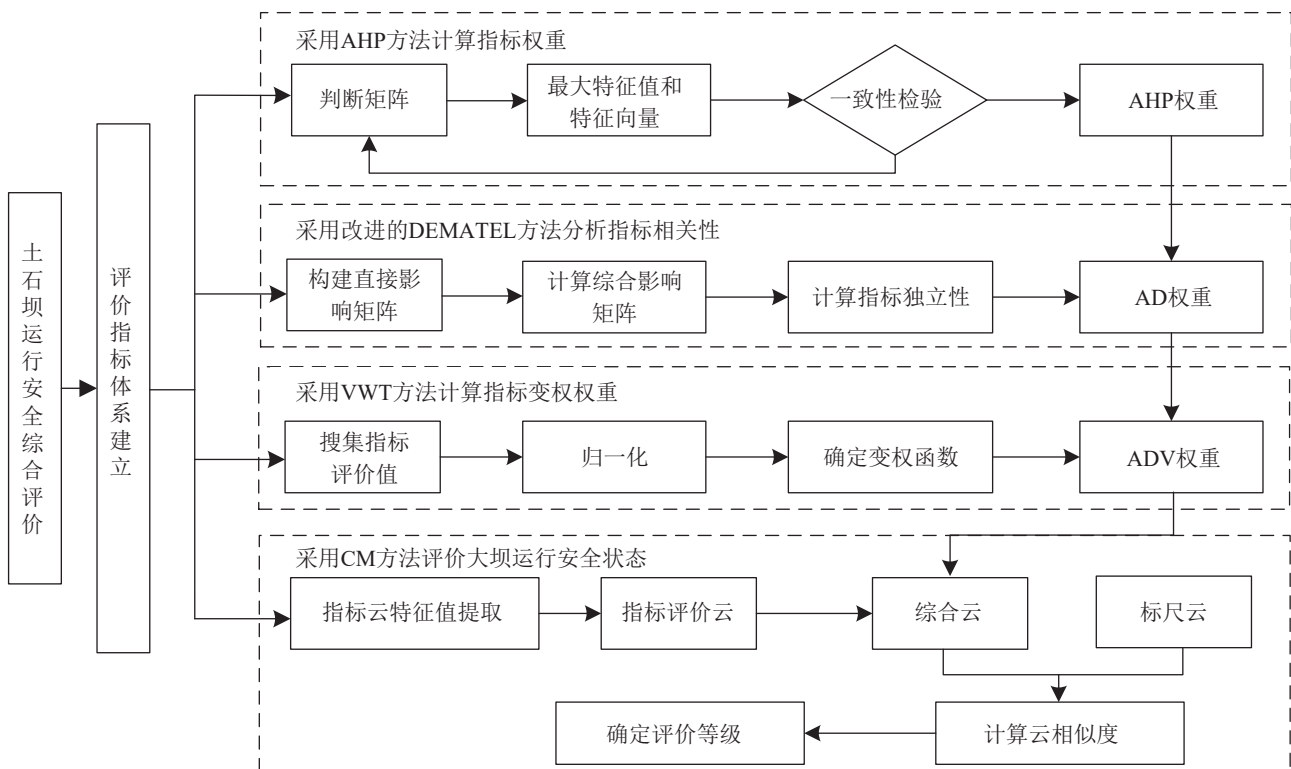 土石坝运行安全综合评价
评价指标体系建立
采用AHP方法计算指标权重
判断矩阵
最大特征值和
特征向量
一致性检验
AHP权重
采用改进的DEMATEL方法分析指标相关性
构建直接影
响矩阵
计算综合影响
矩阵
计算指标独立性
AD权重
采用VWT方法计算指标变权权重
搜集指标
评价值
归一化
确定变权函数
ADV权重
采用CM方法评价大坝运行安全状态
指标云特征值提取
指标评价云
综合云
标尺云
确定评价等级
计算云相似度